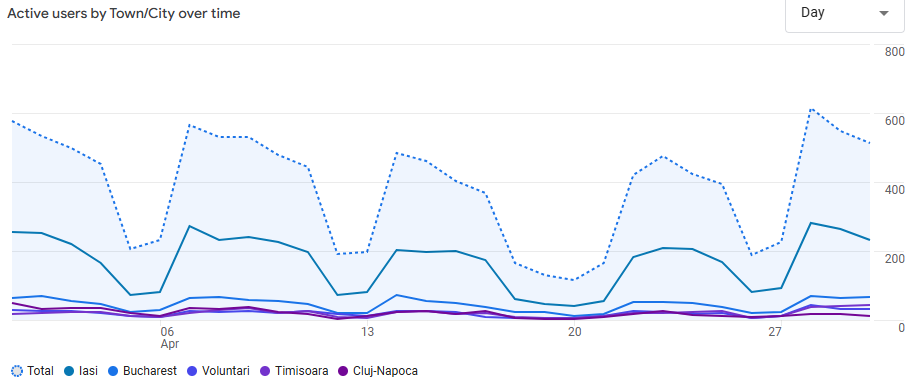 Active users by Town/City over time
Day
800
600
400
200
0
06
Apr
13
20
27
Total
Iasi
Bucharest
Voluntari
Timisoara
Cluj-Napoca